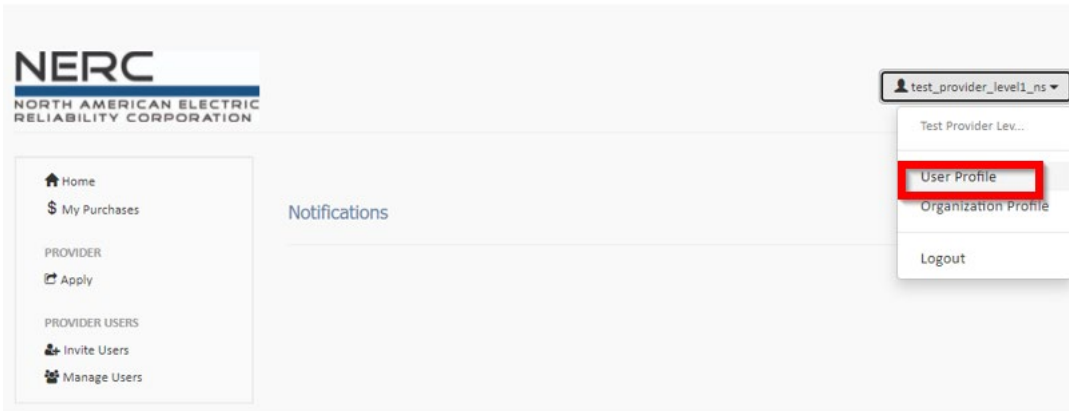 NERC
NORTH AMERICAN ELECTRIC
RELIABILITY CORPORATION
test_provider_level1_ns
Test Provider Lev...
User Profile
Organization Profile
Logout
Home
$ My Purchases
PROVIDER
Apply
PROVIDER USERS
Invite Users
Manage Users
Notifications